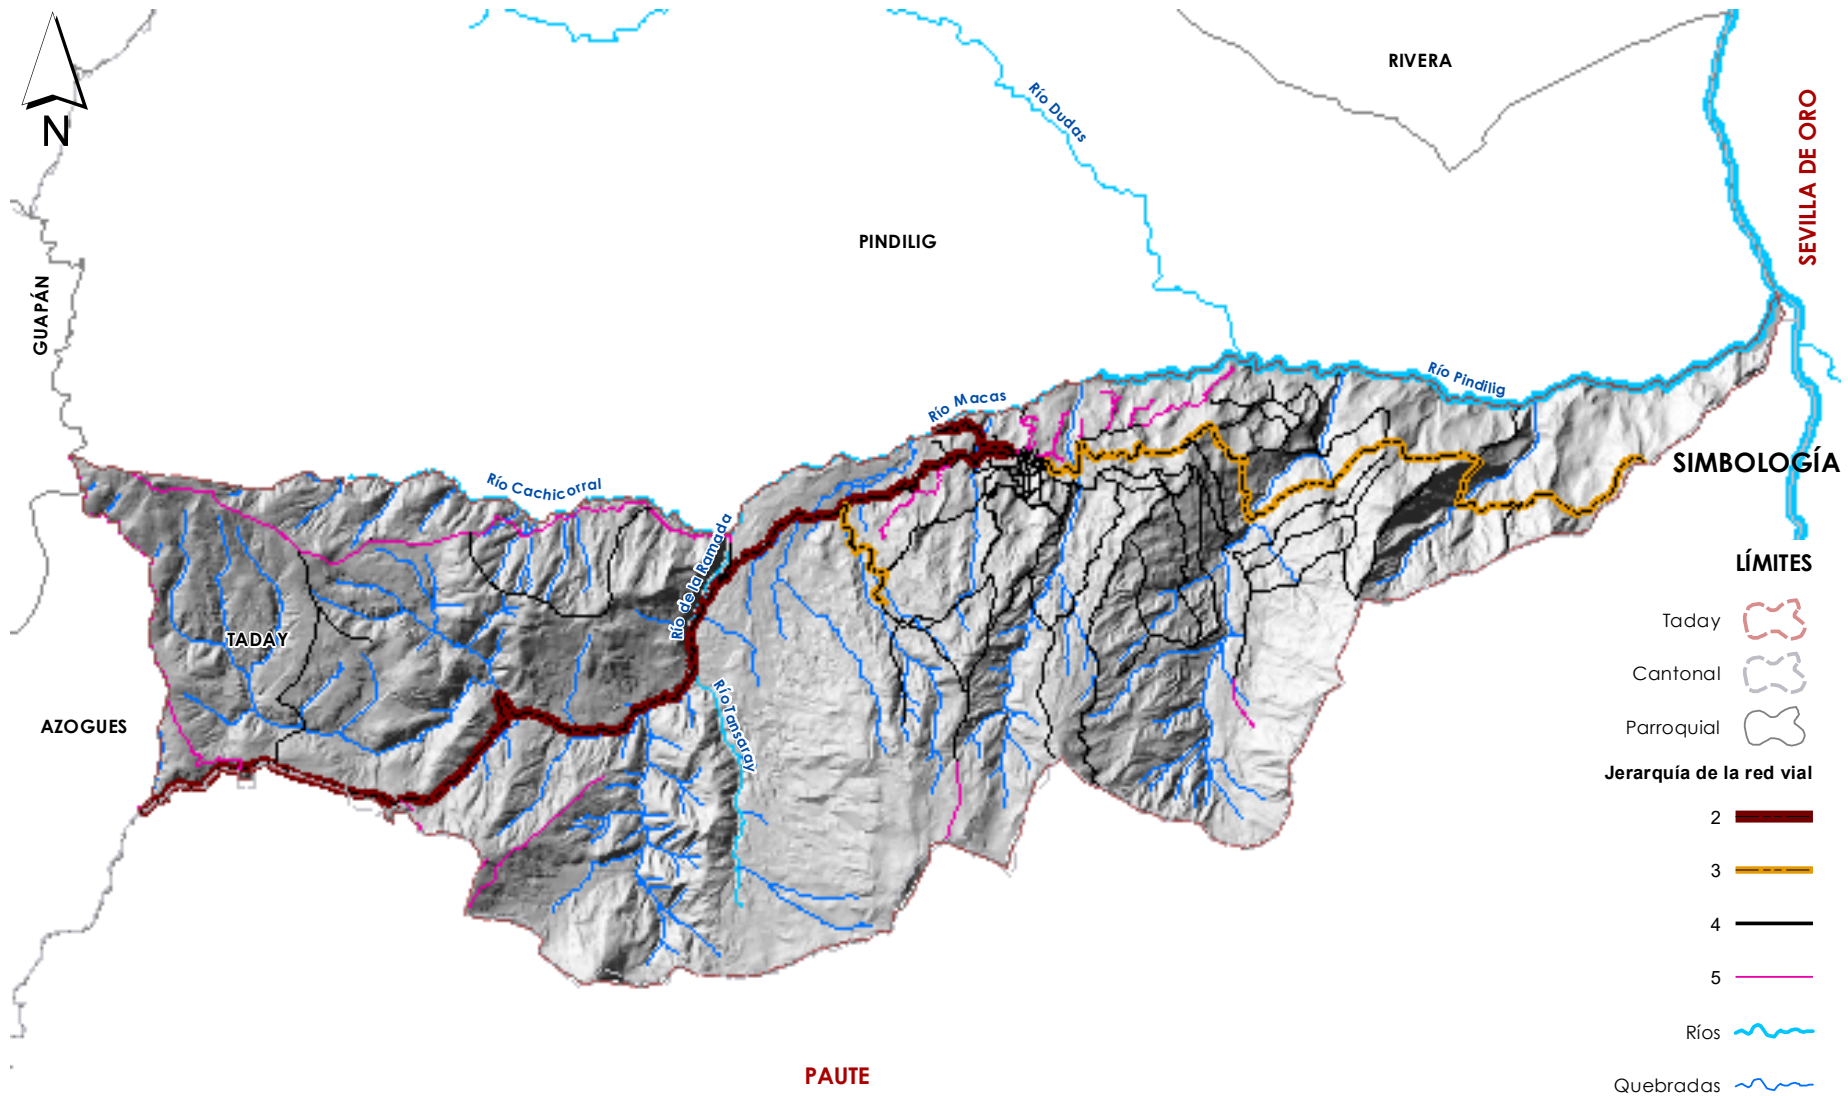 N
RIVERA
Río Dudas
SEVILLA DE ORO
PINDILIG
GUAPÁN
Río Pindilig
Río Macas
Río Cachicorral
Río de la Ramada
TADAY
Río Tansaray
AZOGUES
PAUTE
SIMBOLOGÍA
LÍMITES
Taday
Cantonal
Parroquial
Jerarquía de la red vial
2
3
4
5
Ríos
Quebradas